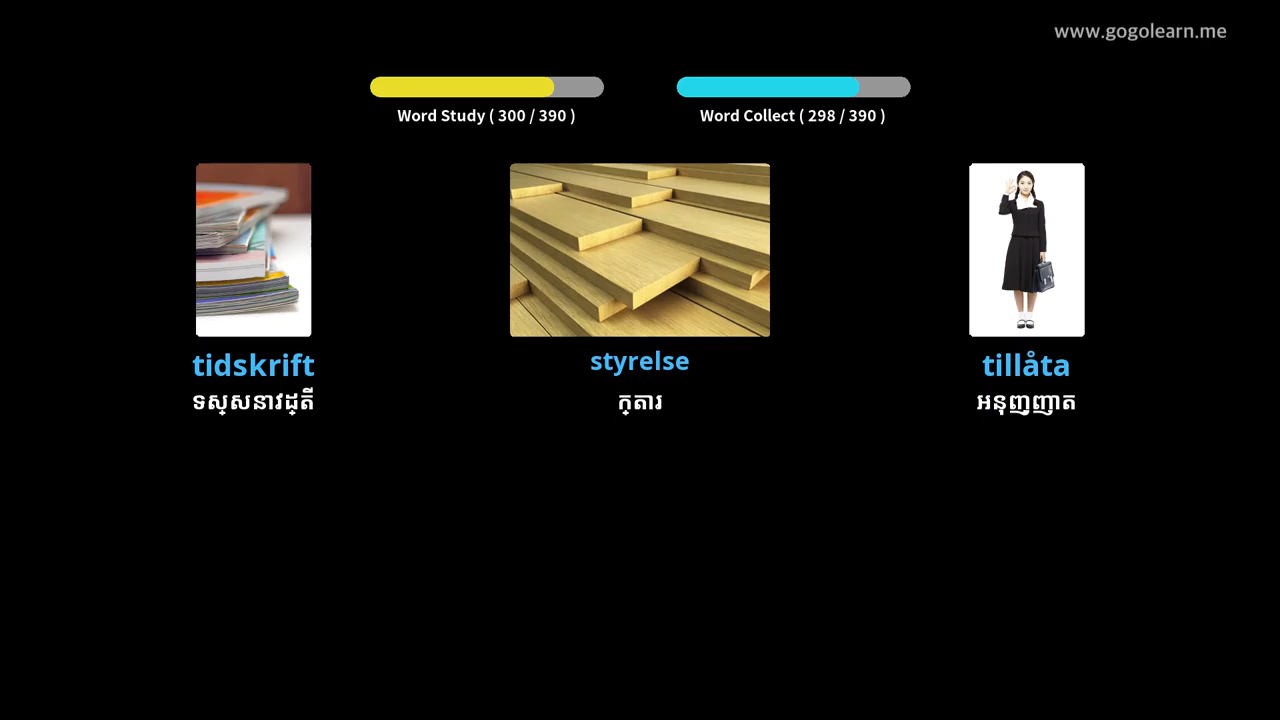 www.gogolearn.me
Word Study ( 300 / 390 )
Word Collect ( 298 / 390 )
tidskrift
styrelse
tillåta
ទស្សនាវដ្តី
ក្តារ
អនុញ្ញាត